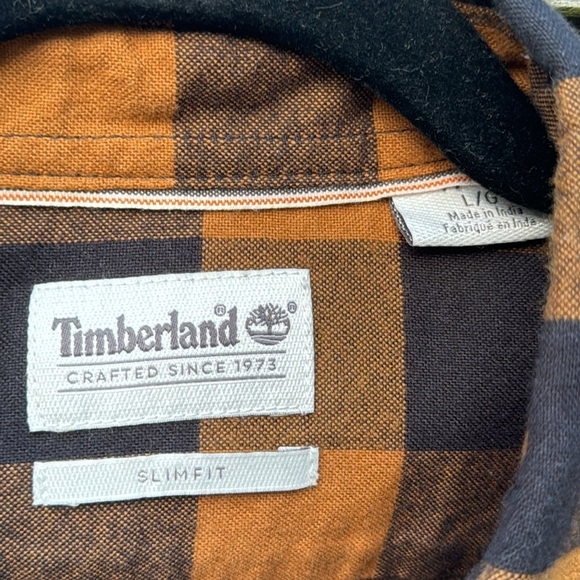 L/G
Made in India
Fabriqué en Inde
Timberland®®
CRAFTED SINCE 1973
SLIMFIT